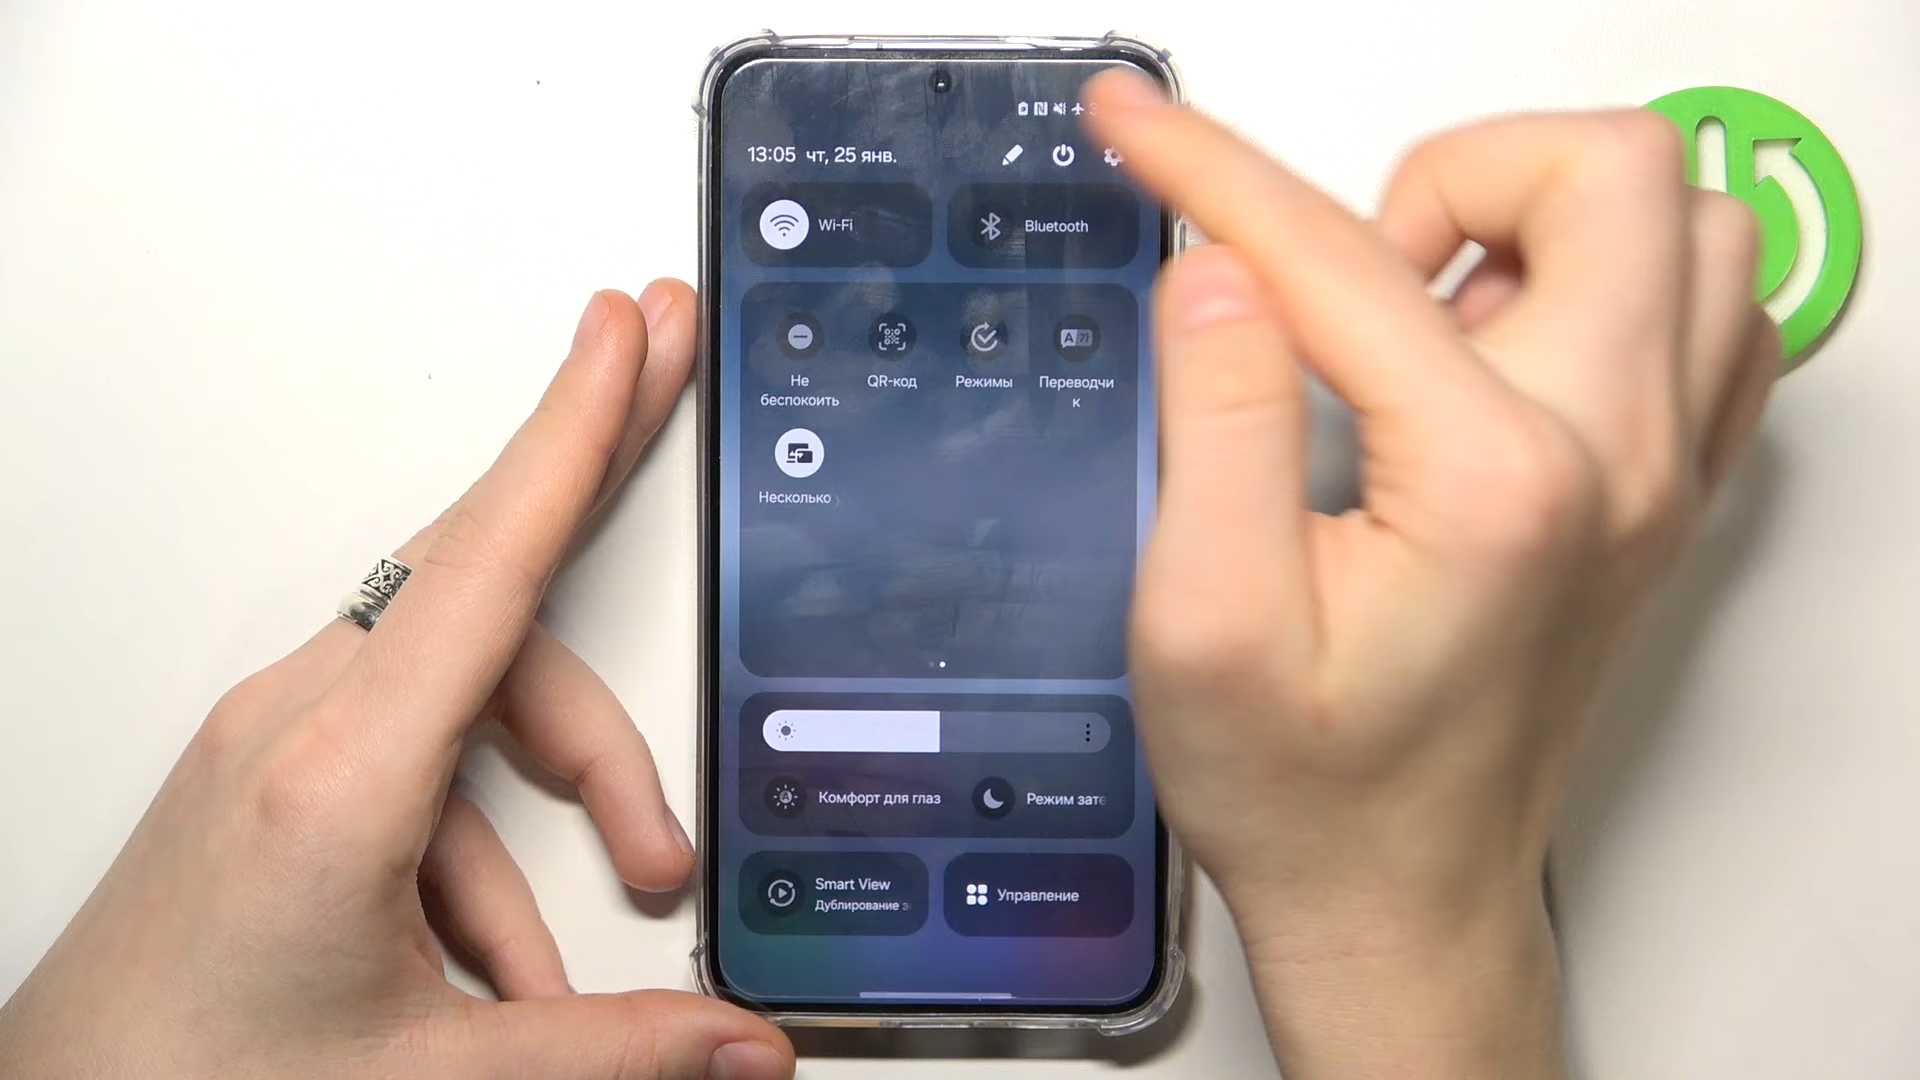 13:05 чт, 25 янв.
Wi-Fi
Bluetooth
Не
беспокоить
QR-код
Режимы
Переводчи
к
Несколько
Комфорт для глаз
Режим зате
Smart View
Дублирование э
Управление